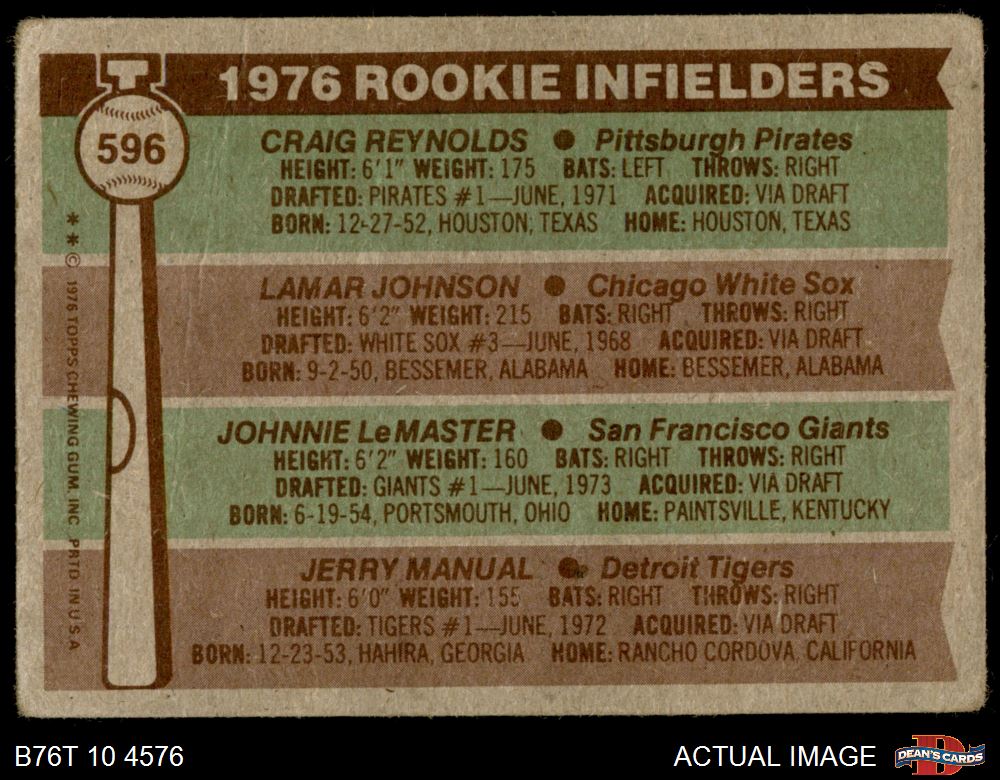 1976 ROOKIE INFIELDERS
596
CRAIG REYNOLDS ● Pittsburgh Pirates
HEIGHT: 6'1" WEIGHT: 175 BATS: LEFT THROWS: RIGHT
DRAFTED: PIRATES #1—JUNE, 1971 ACQUIRED: VIA DRAFT
BORN: 12-27-52, HOUSTON, TEXAS HOME: HOUSTON, TEXAS
LAMAR JOHNSON ● Chicago White Sox
HEIGHT: 6'2" WEIGHT: 215 BATS: RIGHT THROWS: RIGHT
DRAFTED: WHITE SOX #3—JUNE, 1968 ACQUIRED: VIA DRAFT
BORN: 9-2-50, BESSEMER, ALABAMA HOME: BESSEMER, ALABAMA
JOHNNIE LeMASTER ● San Francisco Giants
HEIGHT: 6'2" WEIGHT: 160 BATS: RIGHT THROWS: RIGHT
DRAFTED: GIANTS #1—JUNE, 1973 ACQUIRED: VIA DRAFT
BORN: 6-19-54, PORTSMOUTH, OHIO HOME: PAINTSVILLE, KENTUCKY
JERRY MANUAL ● Detroit Tigers
HEIGHT: 6'0" WEIGHT: 155 BATS: RIGHT THROWS: RIGHT
DRAFTED: TIGERS #1—JUNE, 1972 ACQUIRED: VIA DRAFT
BORN: 12-23-53, HAHIRA, GEORGIA HOME: RANCHO CORDOVA, CALIFORNIA
* * © 1976 TOPPS CHEWING GUM, INC. PRTD. IN U.S.A.
B76T 10 4576
ACTUAL IMAGE
DEAN'S CARDS